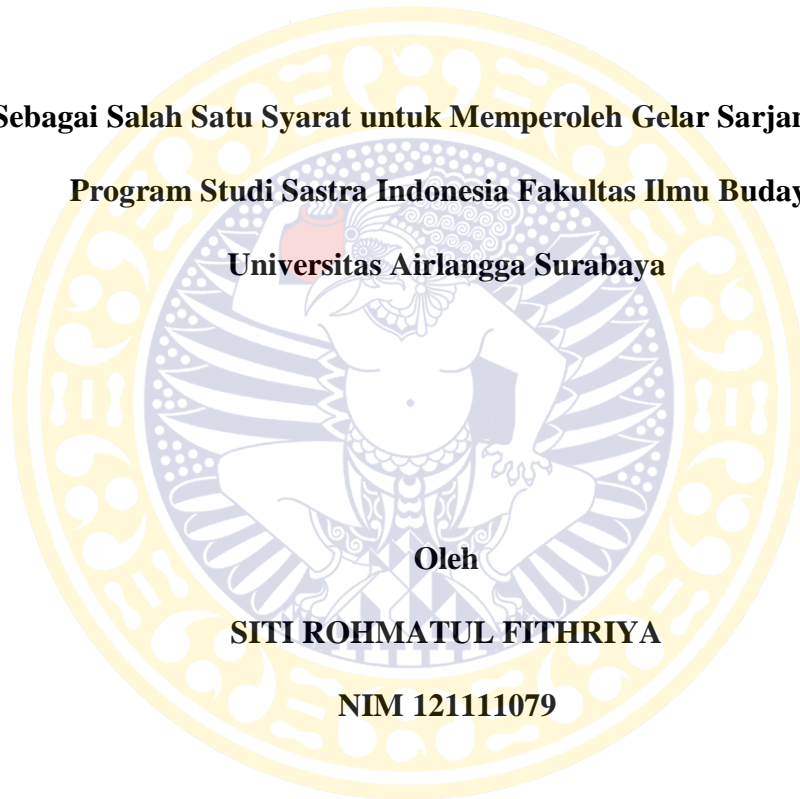 Sebagai Salah Satu Syarat untuk Memperoleh Gelar Sarjan
Program Studi Sastra Indonesia Fakultas Ilmu Buday
Universitas Airlangga Surabaya
Oleh
SITI ROHMATUL FITHRIYA
NIM 121111079